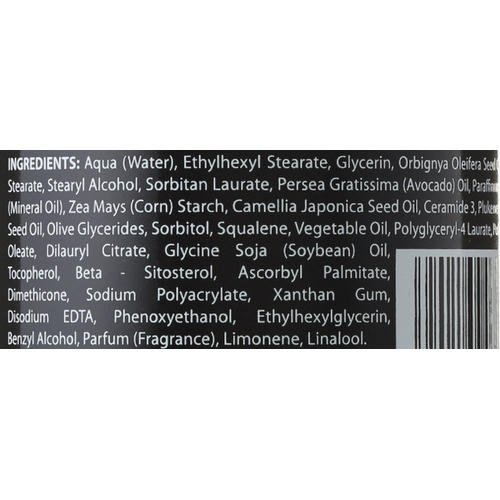 INGREDIENTS: Aqua (Water), Ethylhexyl Stearate, Glycerin, Orbignya Oleifera Seed
Stearate, Stearyl Alcohol, Sorbitan Laurate, Persea Gratissima (Avocado) Oil,
(Mineral Oil), Zea Mays (Corn) Starch, Camellia Japonica Seed Oil, Ceramide 3,
Seed Oil, Olive Glycerides, Sorbitol, Squalene, Vegetable Oil, Polyglyceryl-4 Laurate,
Oleate, Dilauryl Citrate, Glycine Soja (Soybean) Oil,
Tocopherol, Beta - Sitosterol, Ascorbyl Palmitate,
Dimethicone, Sodium Polyacrylate, Xanthan Gum,
Disodium EDTA, Phenoxyethanol, Ethylhexylglycerin,
Benzyl Alcohol, Parfum (Fragrance), Limonene, Linalool.